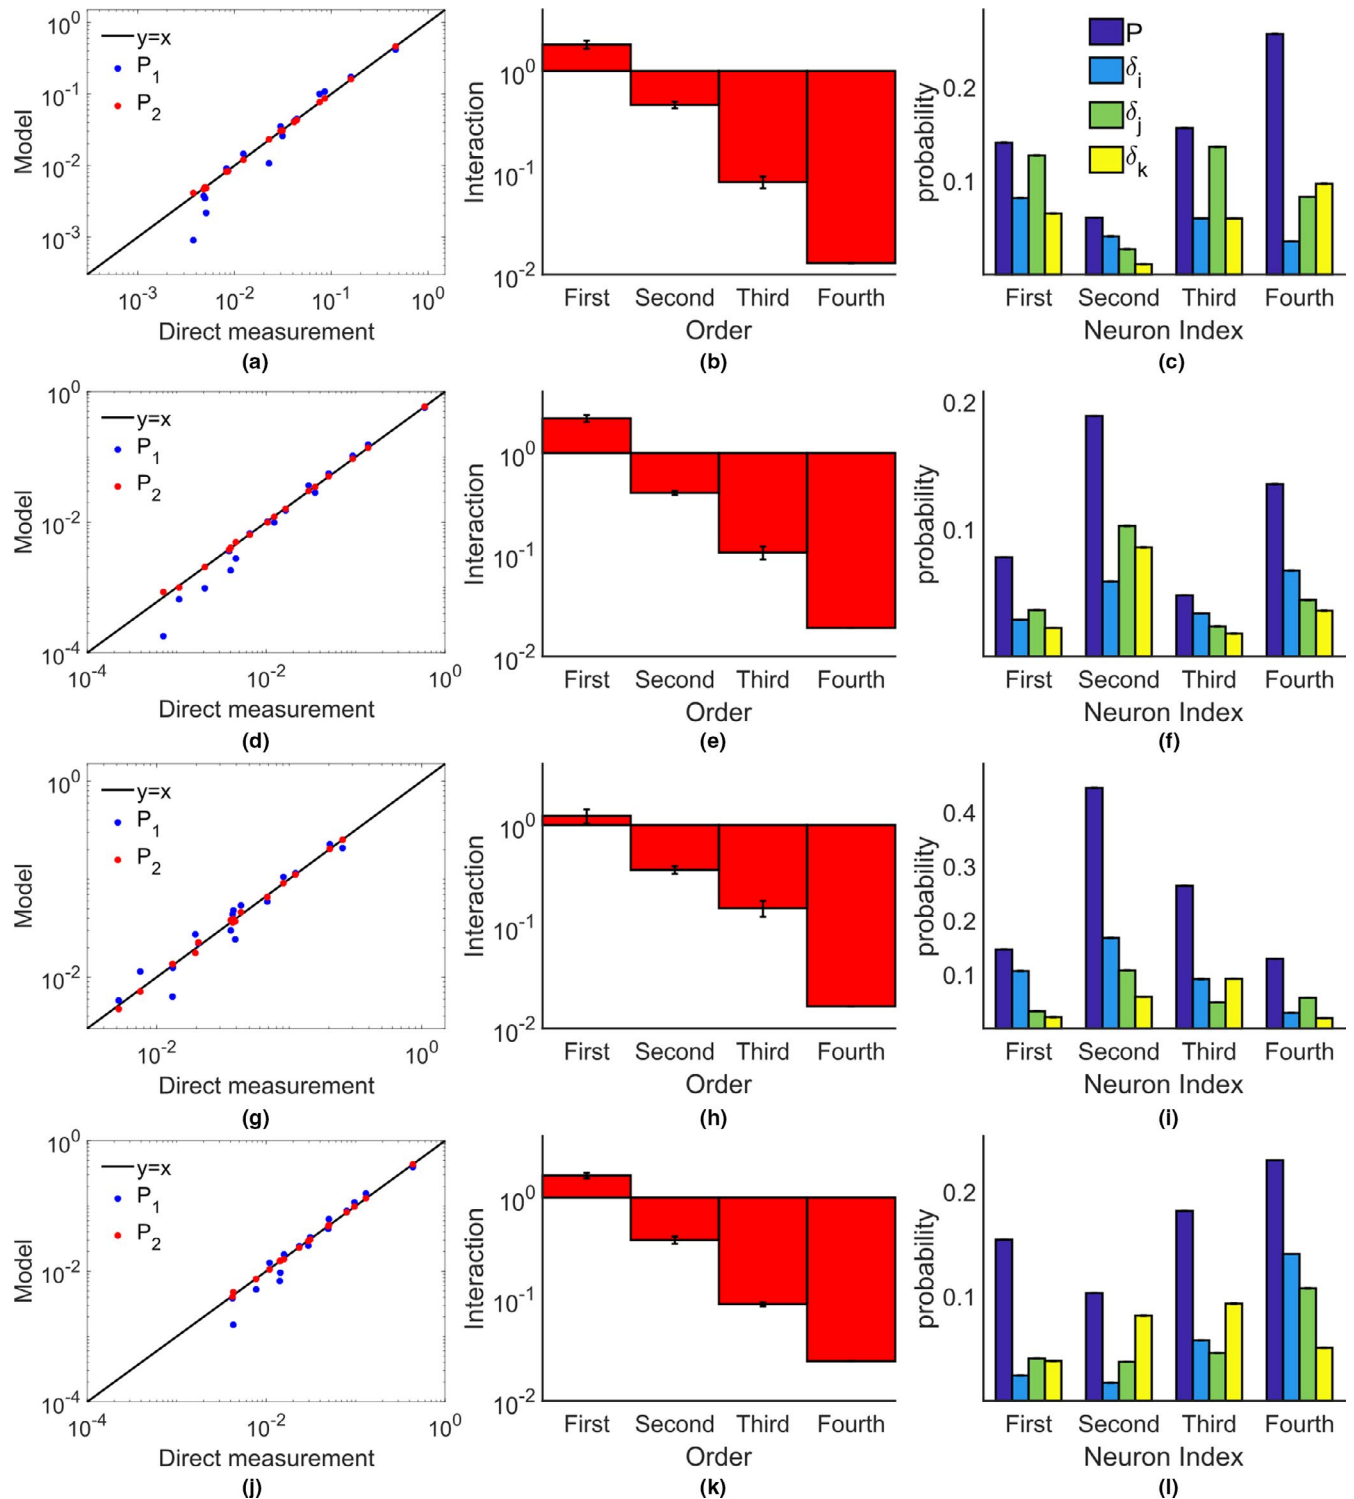 10^0
10^-1
10^-2
10^-3
Model
y=x
P_1
P_2
10^-3 10^-2 10^-1 10^0
Direct measurement
(a)
10^0
10^-1
10^-2
Interaction
First Second Third Fourth
Order
(b)
0.2
0.1
probability
P
δ_i
δ_j
δ_k
First Second Third Fourth
Neuron Index
(c)
10^0
10^-2
10^-4
Model
y=x
P_1
P_2
10^-4 10^-2 10^0
Direct measurement
(d)
10^0
10^-1
10^-2
Interaction
First Second Third Fourth
Order
(e)
0.2
0.1
probability
First Second Third Fourth
Neuron Index
(f)
10^0
10^-2
Model
y=x
P_1
P_2
10^-2 10^0
Direct measurement
(g)
10^0
10^-1
10^-2
Interaction
First Second Third Fourth
Order
(h)
0.4
0.3
0.2
0.1
probability
First Second Third Fourth
Neuron Index
(i)
10^0
10^-2
10^-4
Model
y=x
P_1
P_2
10^-4 10^-2 10^0
Direct measurement
(j)
10^0
10^-1
10^-2
Interaction
First Second Third Fourth
Order
(k)
0.2
0.1
probability
First Second Third Fourth
Neuron Index
(l)